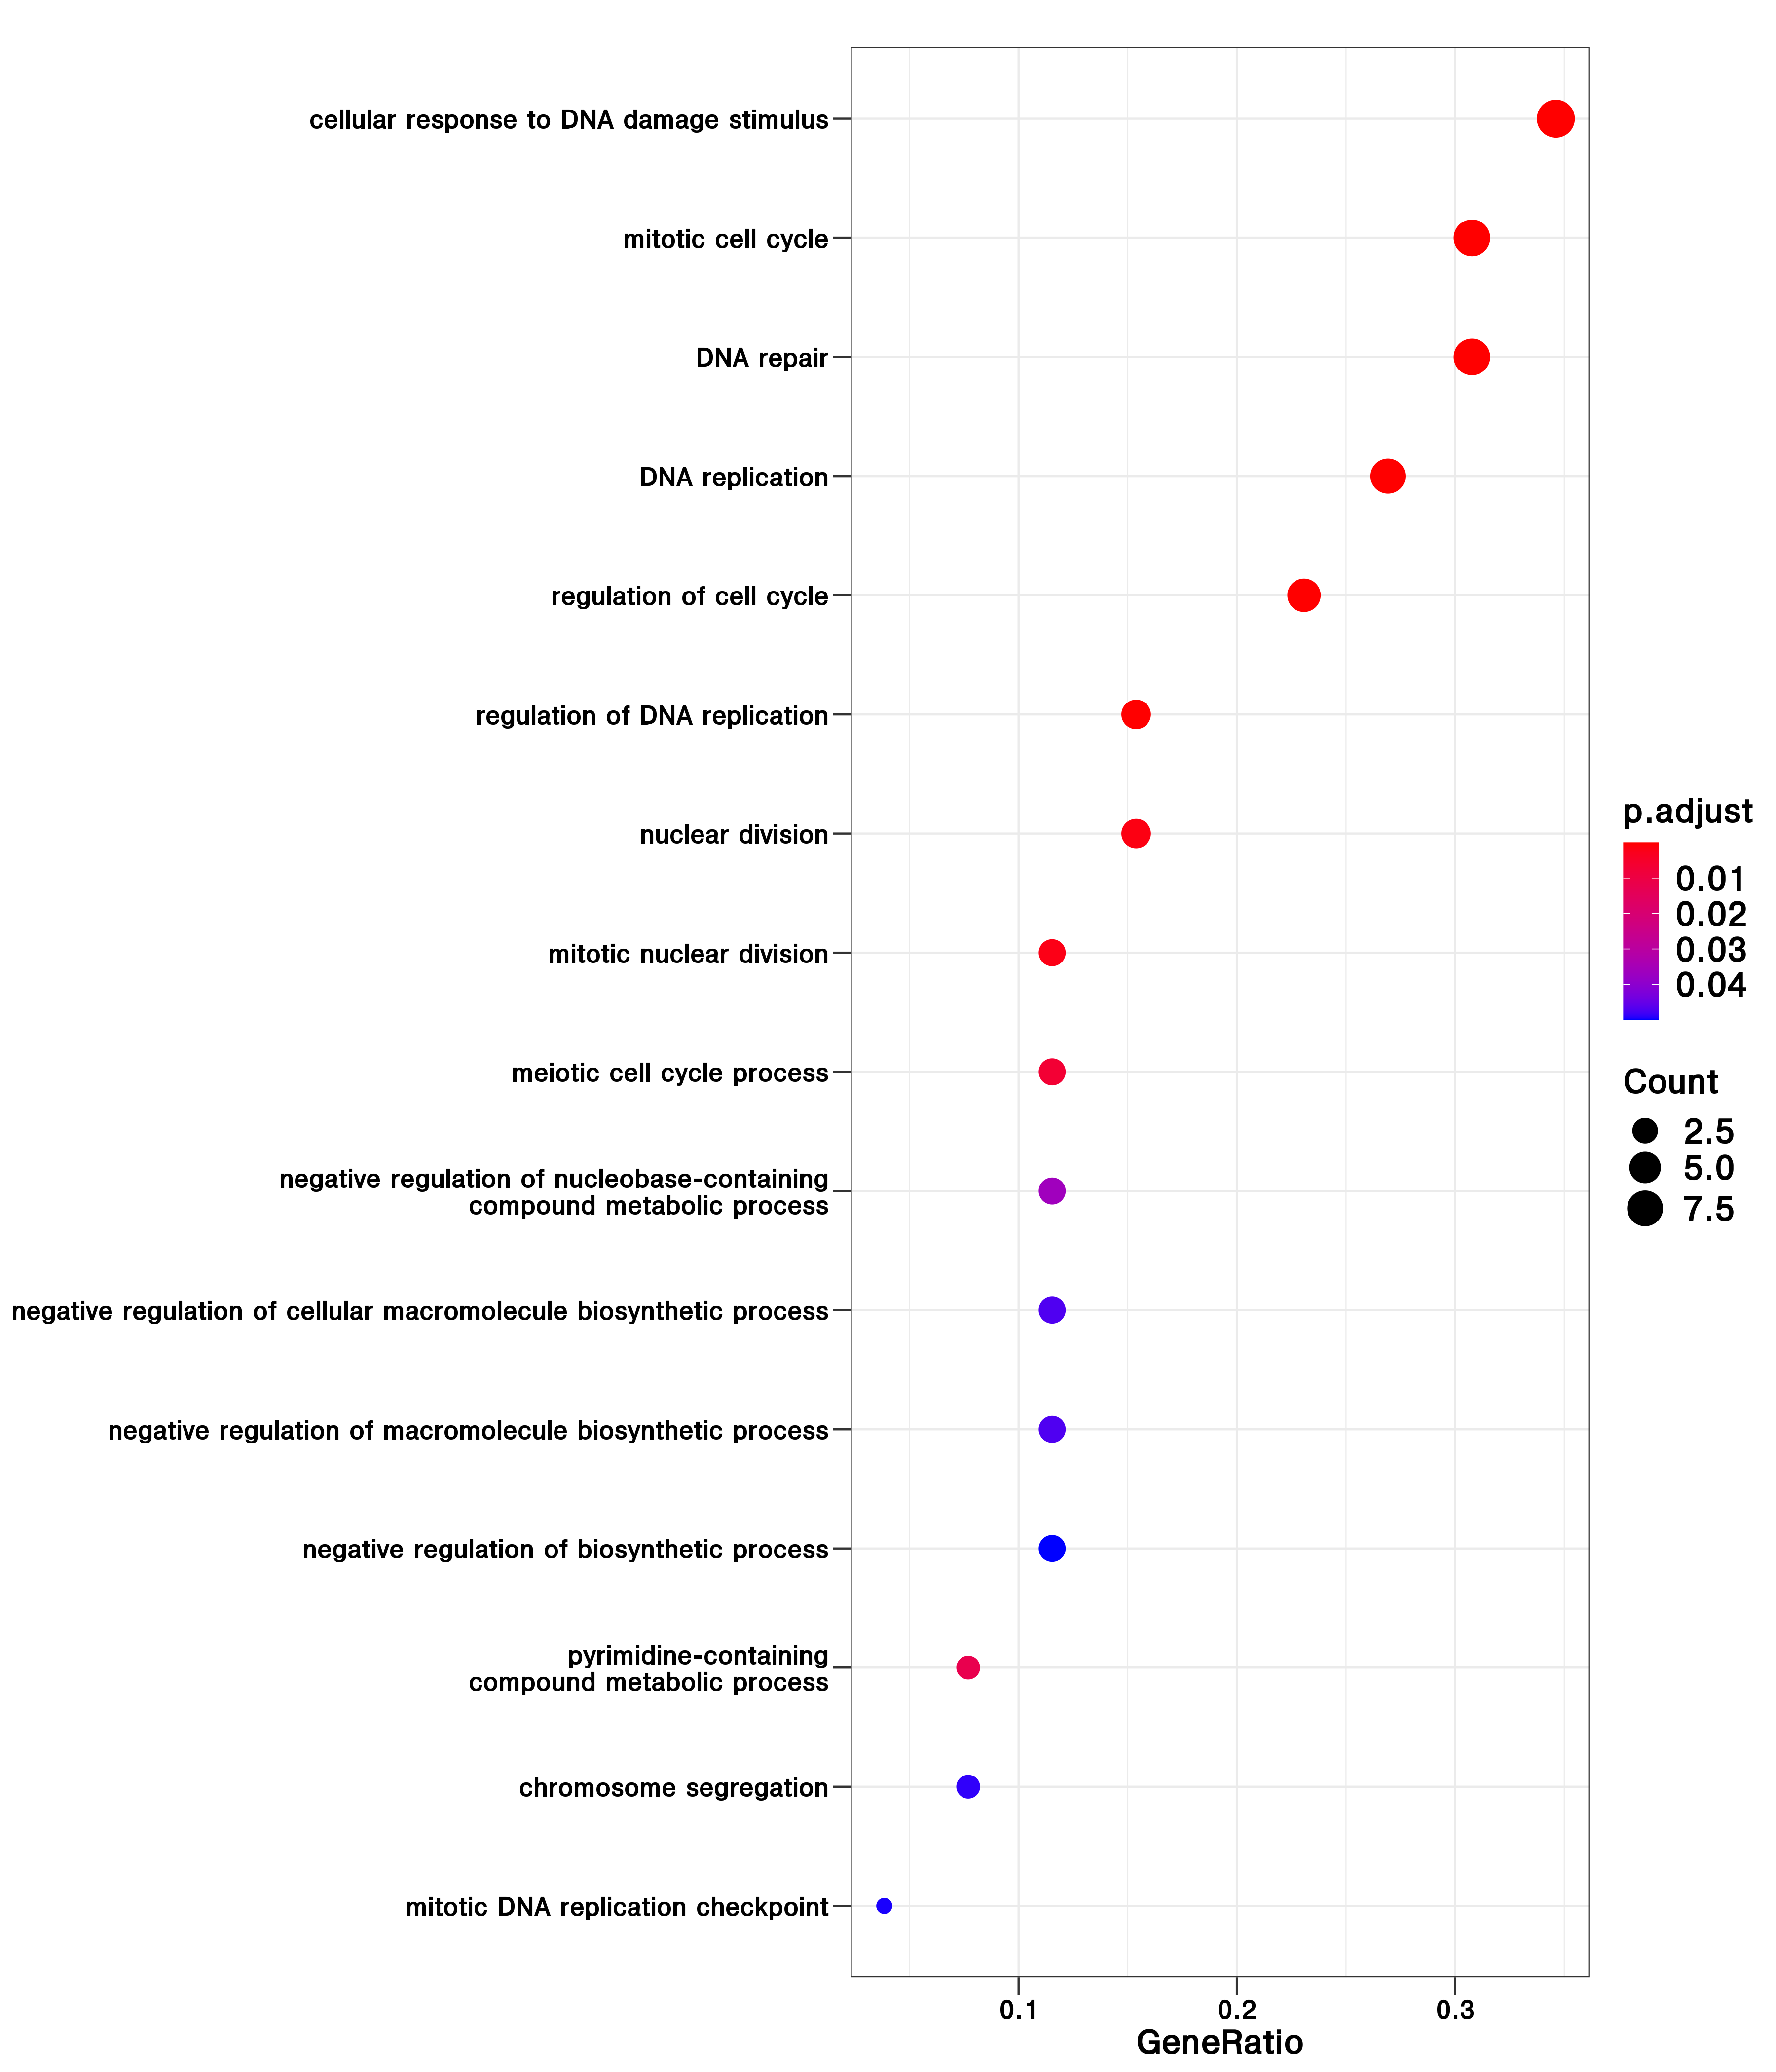 cellular response to DNA damage stimulus
mitotic cell cycle
DNA repair
DNA replication
regulation of cell cycle
regulation of DNA replication
nuclear division
mitotic nuclear division
meiotic cell cycle process
negative regulation of nucleobase-containing
compound metabolic process
negative regulation of cellular macromolecule biosynthetic process
negative regulation of macromolecule biosynthetic process
negative regulation of biosynthetic process
pyrimidine-containing
compound metabolic process
chromosome segregation
mitotic DNA replication checkpoint
0.1 0.2 0.3
GeneRatio
p.adjust
0.01
0.02
0.03
0.04
Count
2.5
5.0
7.5